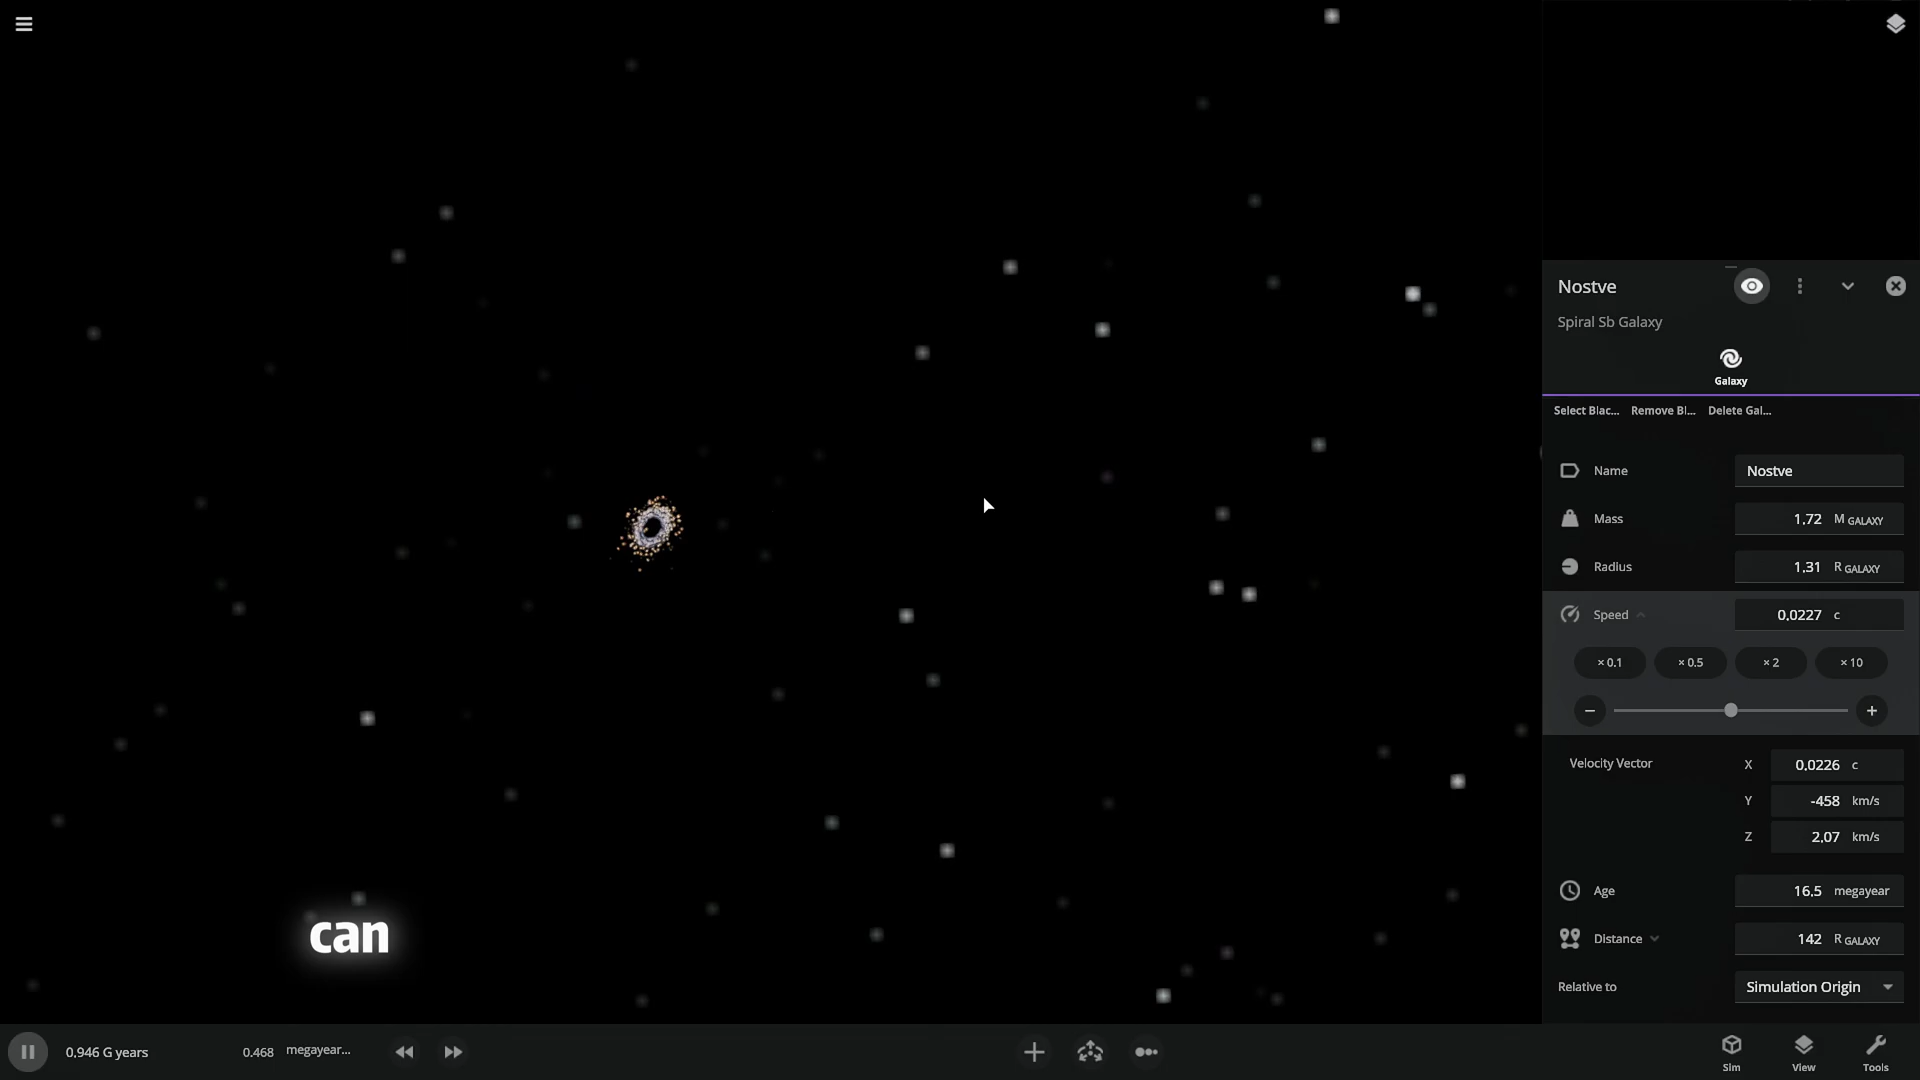 Nostve
Spiral Sb Galaxy
Galaxy
Select Blac... Remove Bl... Delete Gal...
Name Nostve
Mass 1,72 M GALAXY
Radius 1,31 R GALAXY
Speed 0,0227 c
× 0.1 × 0.5 × 2 × 10
Velocity Vector X 0,0226 c
Y -458 km/s
Z 2,07 km/s
Age 16,5 megayear
Distance 142 R GALAXY
Relative to Simulation Origin
can
0,946 G years 0,468 megayear...
Sim View Tools